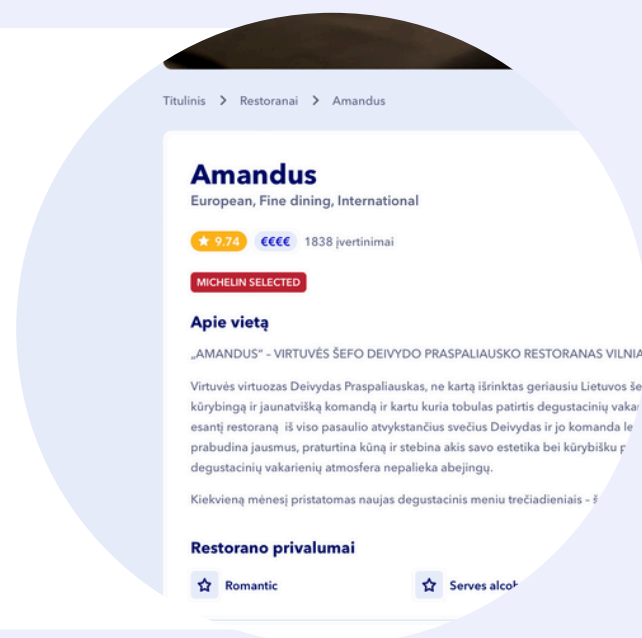 Titulinis > Restoranai > Amandus
Amandus
European, Fine dining, International
★ 9.74 €€€€ 1838 įvertinimai
MICHELIN SELECTED
Apie vietą
„AMANDUS“ – VIRTUVĖS ŠEFO DEIVYDO PRASPALIAUSKO RESTORANAS
Virtuvės virtuozas Deivydas Praspaliauskas, ne kartą išrinktas geriausiu Lietuvos
kūrybingą ir jaunatvišką komandą ir kartu kuria tobulas patirtis degustacinių
esantį restoraną iš viso pasaulio atvykstančius svečius Deivydas ir jo komanda
prabudina jausmus, praturtina kūną ir stebina akis savo estetika bei kūrybišku
degustacinių vakarienių atmosfera nepalieka abejingų.
Kiekvieną mėnesį pristatomas naujas degustacinis meniu trečiadieniais –
Restorano privalumai
Romantic Serves